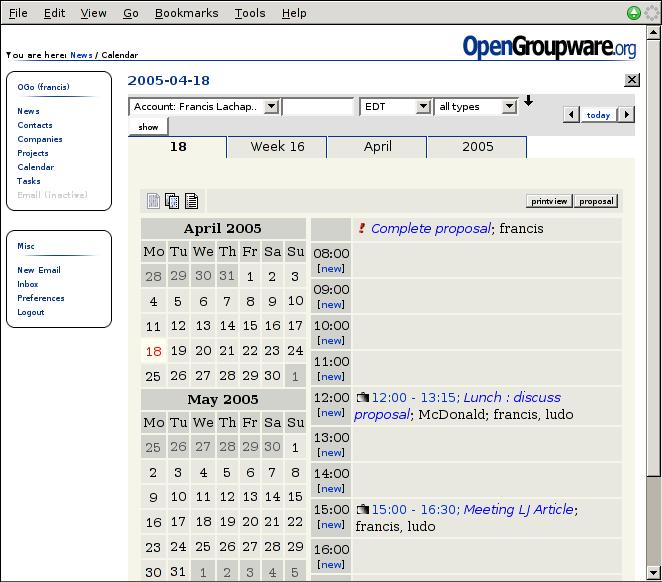 File Edit View Go Bookmarks Tools Help
You are here: News / Calendar
OpenGroupware.org
OGo (francis)
News
Contacts
Companies
Projects
Calendar
Tasks
Email (inactive)
Misc
New Email
Inbox
Preferences
Logout
2005-04-18
Account: Francis Lachap.. EDT all types
show
today
18 Week 16 April 2005
printview proposal
April 2005
Mo Tu We Th Fr Sa Su
28 29 30 31 1 2 3
4 5 6 7 8 9 10
11 12 13 14 15 16 17
18 19 20 21 22 23 24
25 26 27 28 29 30 1
May 2005
Mo Tu We Th Fr Sa Su
25 26 27 28 29 30 1
2 3 4 5 6 7 8
9 10 11 12 13 14 15
16 17 18 19 20 21 22
23 24 25 26 27 28 29
30 31 1 2 3 4 5
! Complete proposal; francis
08:00
[new]
09:00
[new]
10:00
[new]
11:00
[new]
12:00
[new]
12:00 - 13:15; Lunch : discuss
proposal; McDonald; francis, ludo
13:00
[new]
14:00
[new]
15:00
[new]
15:00 - 16:30; Meeting LJ Article;
francis, ludo
16:00
[new]